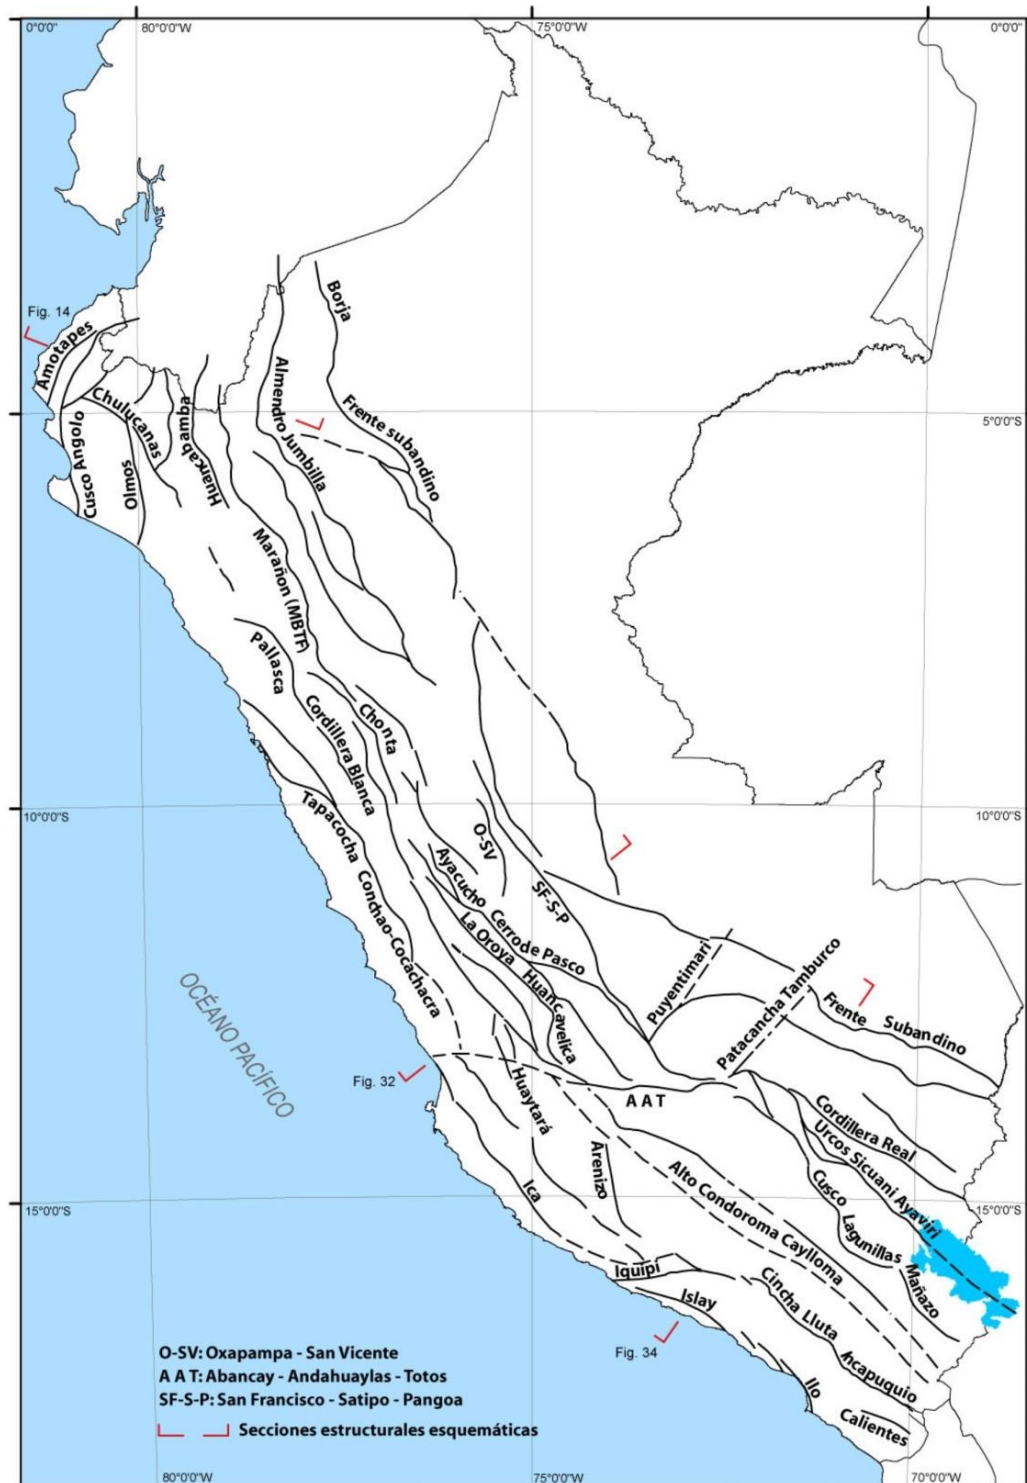 0°0'0"
80°0'0"W
75°0'0"W
0°0'0"
Borja
Fig. 14
Amotapes
Almendro Jumbilla
Chulucanas
Huancabamba
Frente subandino
5°0'0"S
Cusco Angolo
Olmos
Marañon (MBTF)
Pallasca
Cordillera Blanca
Chonta
10°0'0"S
10°0'0"S
Tapacocha
Conchao-Cocachacra
O-SV
Ayacucho
SF-S-P
La Oroya
Cerro de Pasco
Huancavelica
Puyentimari
Patacancha Tamburco
Frente Subandino
OCÉANO PACÍFICO
Fig. 32
A A T
Huaytará
Cordillera Real
Urcos Sicuani Ayaviri
Arenizo
Ica
Alto Condoroma Caylloma
Cusco
Lagunillas
Mañazo
15°0'0"S
15°0'0"S
Iquipi
Islay
Cincha Lluta
Incapuquio
Fig. 34
Ilo
Calientes
O-SV: Oxapampa - San Vicente
A A T: Abancay - Andahuaylas - Totos
SF-S-P: San Francisco - Satipo - Pangoa
Secciones estructurales esquemáticas
80°0'0"W
75°0'0"W
70°0'0"W